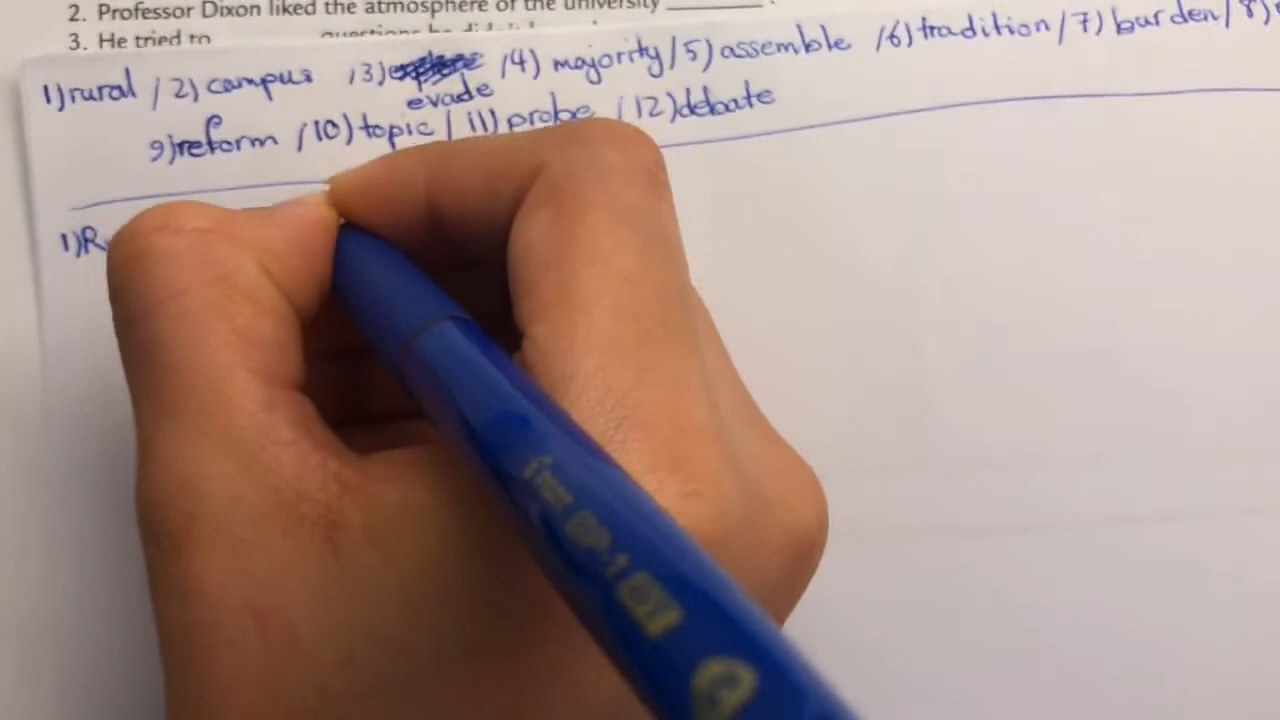 2. Professor Dixon liked the atmosphere of the university ______.
3. He tried to
1) rural / 2) campus / 3) evade / 4) majority / 5) assemble / 6) tradition / 7) burden / 8)
9) reform / 10) topic / 11) probe / 12) debate
1) R